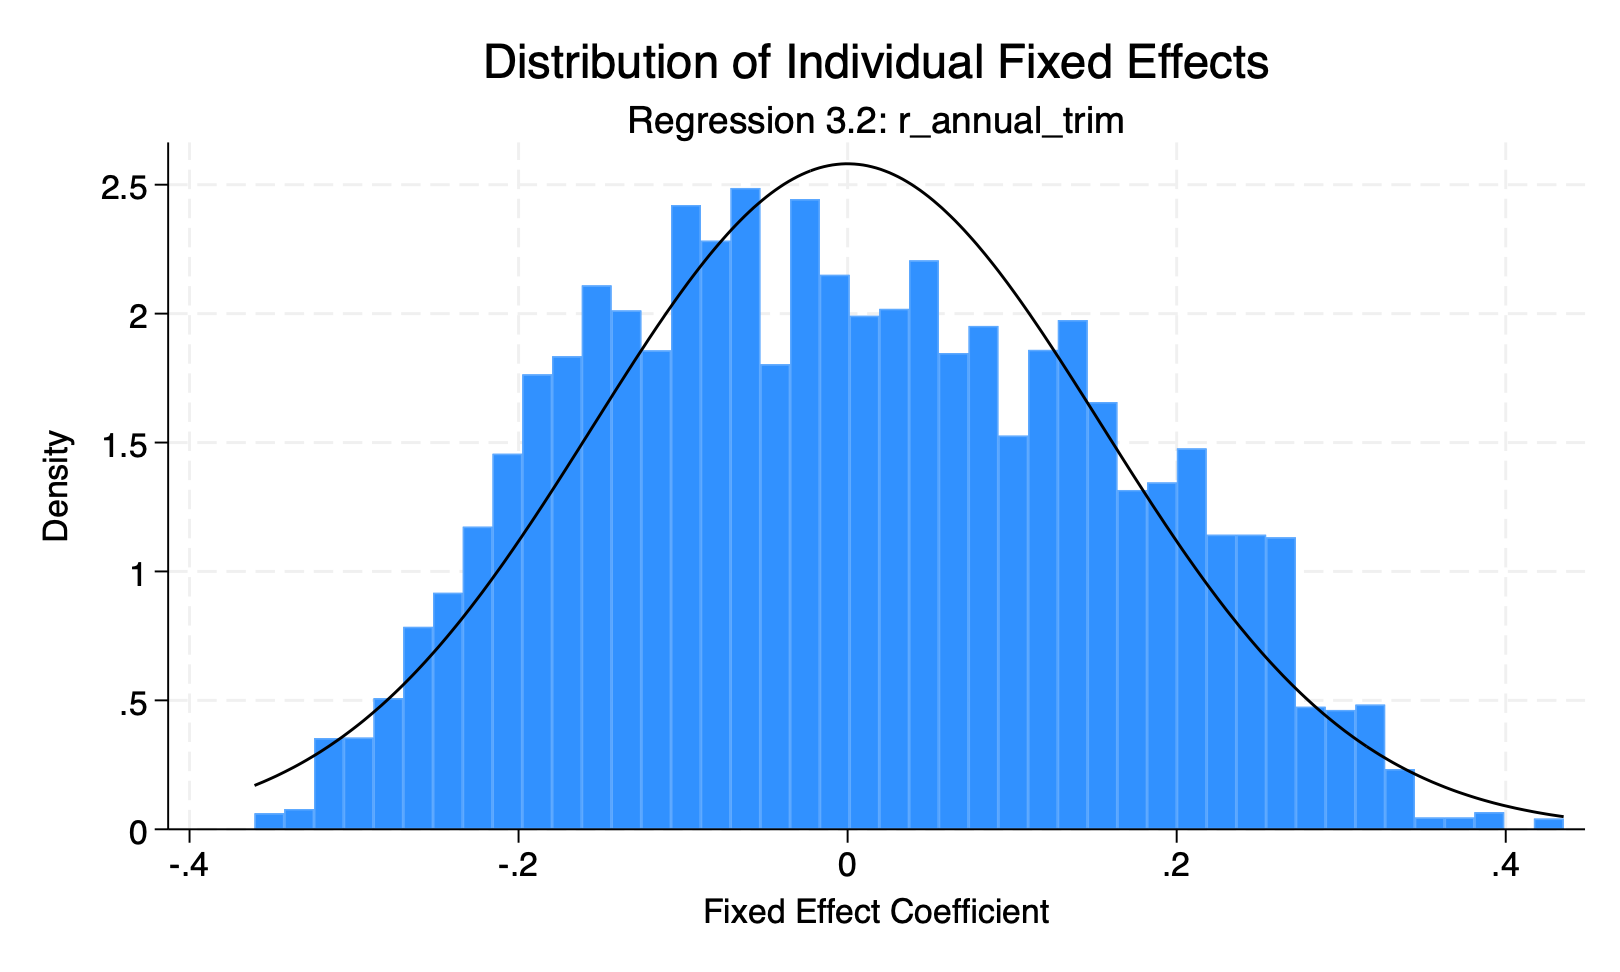 Distribution of Individual Fixed Effects
Regression 3.2: r_annual_trim
Density
2.5
2
1.5
1
.5
0
-.4 -.2 0 .2 .4
Fixed Effect Coefficient